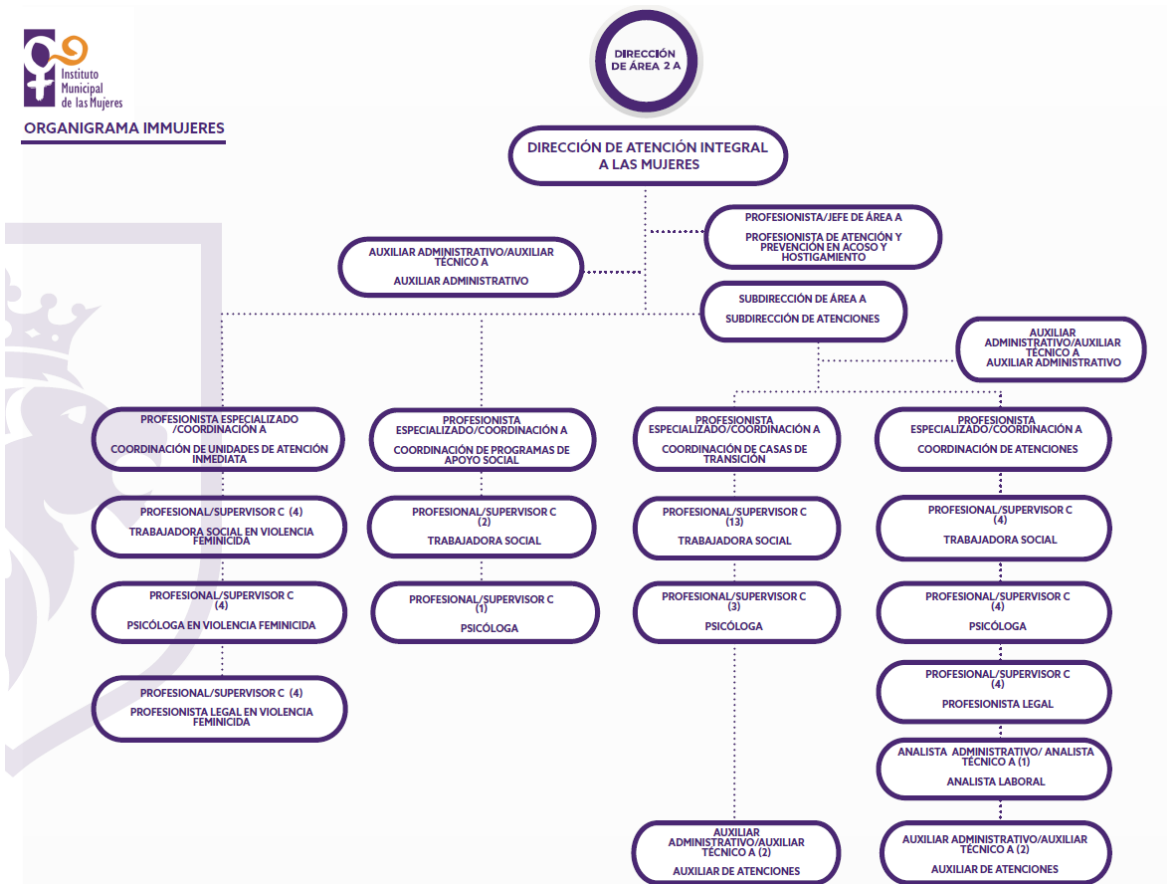 Instituto
Municipal
de las Mujeres
ORGANIGRAMA IMMUJERES
DIRECCIÓN
DE ÁREA 2 A
DIRECCIÓN DE ATENCIÓN INTEGRAL
A LAS MUJERES
PROFESIONISTA/JEFE DE ÁREA A
PROFESIONISTA DE ATENCIÓN Y
PREVENCIÓN EN ACOSO Y
HOSTIGAMIENTO
AUXILIAR ADMINISTRATIVO/AUXILIAR
TÉCNICO A
AUXILIAR ADMINISTRATIVO
SUBDIRECCIÓN DE ÁREA A
SUBDIRECCIÓN DE ATENCIONES
AUXILIAR
ADMINISTRATIVO/AUXILIAR
TÉCNICO A
AUXILIAR ADMINISTRATIVO
PROFESIONISTA ESPECIALIZADO
/COORDINACIÓN A
COORDINACIÓN DE UNIDADES DE ATENCIÓN
INMEDIATA
PROFESIONISTA
ESPECIALIZADO/COORDINACIÓN A
COORDINACIÓN DE PROGRAMAS DE
APOYO SOCIAL
PROFESIONISTA
ESPECIALIZADO/COORDINACIÓN A
COORDINACIÓN DE CASAS DE
TRANSICIÓN
PROFESIONISTA
ESPECIALIZADO/COORDINACIÓN A
COORDINACIÓN DE ATENCIONES
PROFESIONAL/SUPERVISOR C (4)
TRABAJADORA SOCIAL EN VIOLENCIA
FEMINICIDA
PROFESIONAL/SUPERVISOR C
(2)
TRABAJADORA SOCIAL
PROFESIONAL/SUPERVISOR C
(13)
TRABAJADORA SOCIAL
PROFESIONAL/SUPERVISOR C
(4)
TRABAJADORA SOCIAL
PROFESIONAL/SUPERVISOR C
(4)
PSICÓLOGA EN VIOLENCIA FEMINICIDA
PROFESIONAL/SUPERVISOR C
(1)
PSICÓLOGA
PROFESIONAL/SUPERVISOR C
(3)
PSICÓLOGA
PROFESIONAL/SUPERVISOR C
(4)
PSICÓLOGA
PROFESIONAL/SUPERVISOR C (4)
PROFESIONISTA LEGAL EN VIOLENCIA
FEMINICIDA
PROFESIONAL/SUPERVISOR C
(4)
PROFESIONISTA LEGAL
ANALISTA ADMINISTRATIVO/ ANALISTA
TÉCNICO A (1)
ANALISTA LABORAL
AUXILIAR
ADMINISTRATIVO/AUXILIAR
TÉCNICO A (2)
AUXILIAR DE ATENCIONES
AUXILIAR ADMINISTRATIVO/AUXILIAR
TÉCNICO A (2)
AUXILIAR DE ATENCIONES